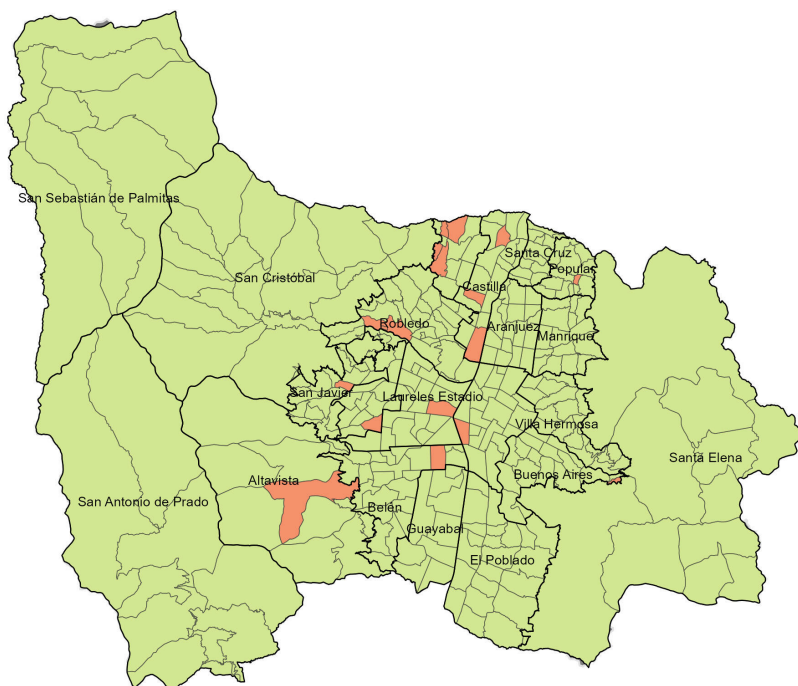 San Sebastián de Palmitas
Santa Cruz
Popular
San Cristóbal
Castilla
Robledo
Aranjuez
Manrique
San Javier
Laureles Estadio
Villa Hermosa
Santa Elena
Buenos Aires
Altavista
San Antonio de Prado
Belén
Guayabal
El Poblado